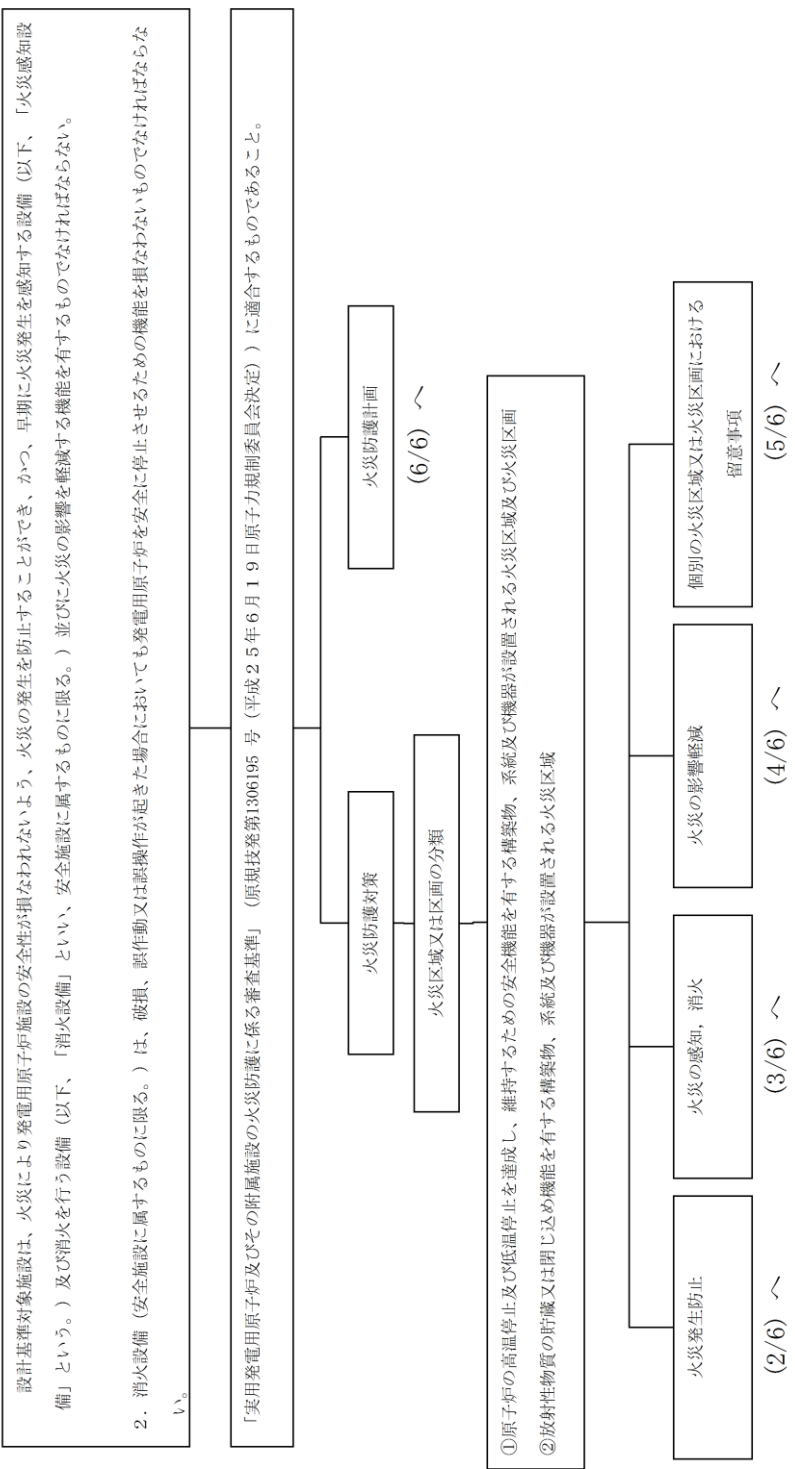 設計基準対象施設は、火災により発電用原子炉施設の安全性が損なわれないよう、火災の発生を防止することができ、かつ、早期に火災発生を感知する設備（以下、「火災感知設
備」という。）及び消火を行う設備（以下、「消火設備」といい、安全施設に属するものに限る。）並びに火災の影響を軽減する機能を有するものでなければならない。
２．消火設備（安全施設に属するものに限る。）は、破損、誤作動又は誤操作が起きた場合においても発電用原子炉を安全に停止させるための機能を損なわないものでなければならな
い。
「実用発電用原子炉及びその附属施設の火災防護に係る審査基準」（原規技発第1306195 号（平成２５年６月１９日原子力規制委員会決定））に適合するものであること。
火災防護対策
火災防護計画
(6/6) へ
火災区域又は区画の分類
①原子炉の高温停止及び低温停止を達成し、維持するための安全機能を有する構築物、系統及び機器が設置される火災区域及び火災区画
②放射性物質の貯蔵又は閉じ込め機能を有する構築物、系統及び機器が設置される火災区域
火災発生防止
(2/6) へ
火災の感知，消火
(3/6) へ
火災の影響軽減
(4/6) へ
個別の火災区域又は火災区画における
留意事項
(5/6) へ